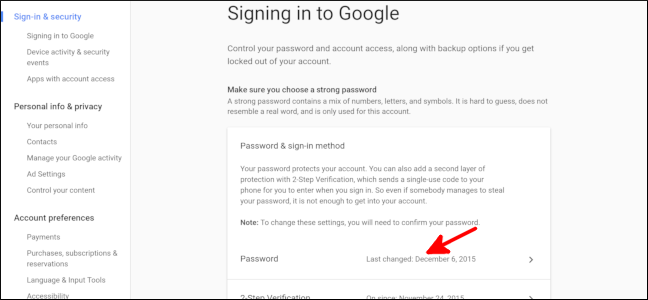 Sign-in & security
Signing in to Google
Device activity & security
events
Apps with account access
Personal info & privacy
Your personal info
Contacts
Manage your Google activity
Ad Settings
Control your content
Account preferences
Payments
Purchases, subscriptions &
reservations
Language & Input Tools
Accessibility
Signing in to Google
Control your password and account access, along with backup options if you get
locked out of your account.
Make sure you choose a strong password
A strong password contains a mix of numbers, letters, and symbols. It is hard to guess, does not
resemble a real word, and is only used for this account.
Password & sign-in method
Your password protects your account. You can also add a second layer of
protection with 2-Step Verification, which sends a single-use code to your
phone for you to enter when you sign in. So even if somebody manages to steal
your password, it is not enough to get into your account.
Note: To change these settings, you will need to confirm your password.
Password Last changed: December 6, 2015
2-Step Verification On since: November 24, 2015